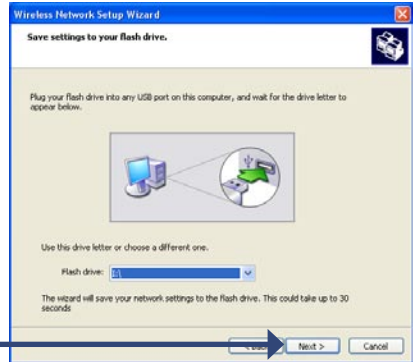 Wireless Network Setup Wizard
Save settings to your flash drive.
Plug your flash drive into any USB port on this computer, and wait for the drive letter to
appear below.
Use this drive letter or choose a different one.
Flash drive:
The wizard will save your network settings to the flash drive. This could take up to 30
seconds
Next >
Cancel